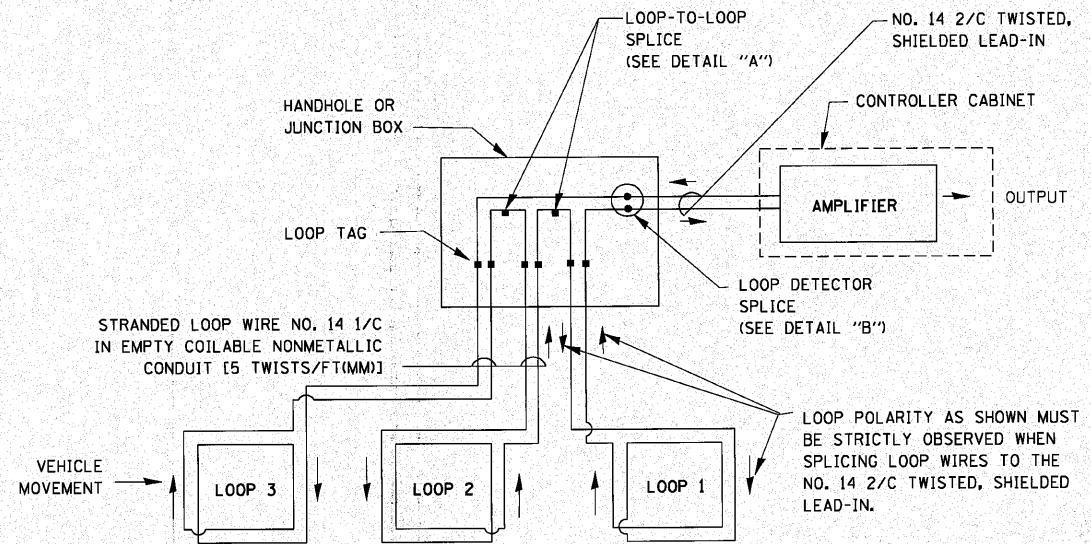 LOOP-TO-LOOP
SPLICE
(SEE DETAIL "A")
NO. 14 2/C TWISTED,
SHIELDED LEAD-IN
HANDHOLE OR
JUNCTION BOX
CONTROLLER CABINET
AMPLIFIER
OUTPUT
LOOP TAG
LOOP DETECTOR
SPLICE
(SEE DETAIL "B")
STRANDED LOOP WIRE NO. 14 1/C
IN EMPTY COILABLE NONMETALLIC
CONDUIT [5 TWISTS/FT(MM)]
LOOP POLARITY AS SHOWN MUST
BE STRICTLY OBSERVED WHEN
SPLICING LOOP WIRES TO THE
NO. 14 2/C TWISTED, SHIELDED
LEAD-IN.
VEHICLE
MOVEMENT
LOOP 3
LOOP 2
LOOP 1